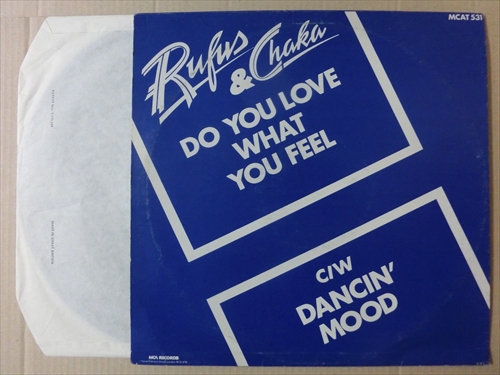 MCAT 531
Rufus
& Chaka
DO YOU LOVE
WHAT
YOU FEEL
C/W
DANCIN'
MOOD
MCA RECORDS